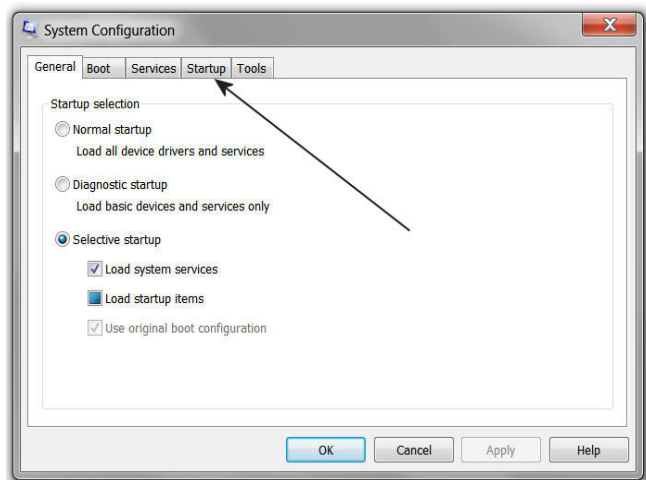 System Configuration
General Boot Services Startup Tools
Startup selection
Normal startup
Load all device drivers and services
Diagnostic startup
Load basic devices and services only
Selective startup
Load system services
Load startup items
Use original boot configuration
OK Cancel Apply Help